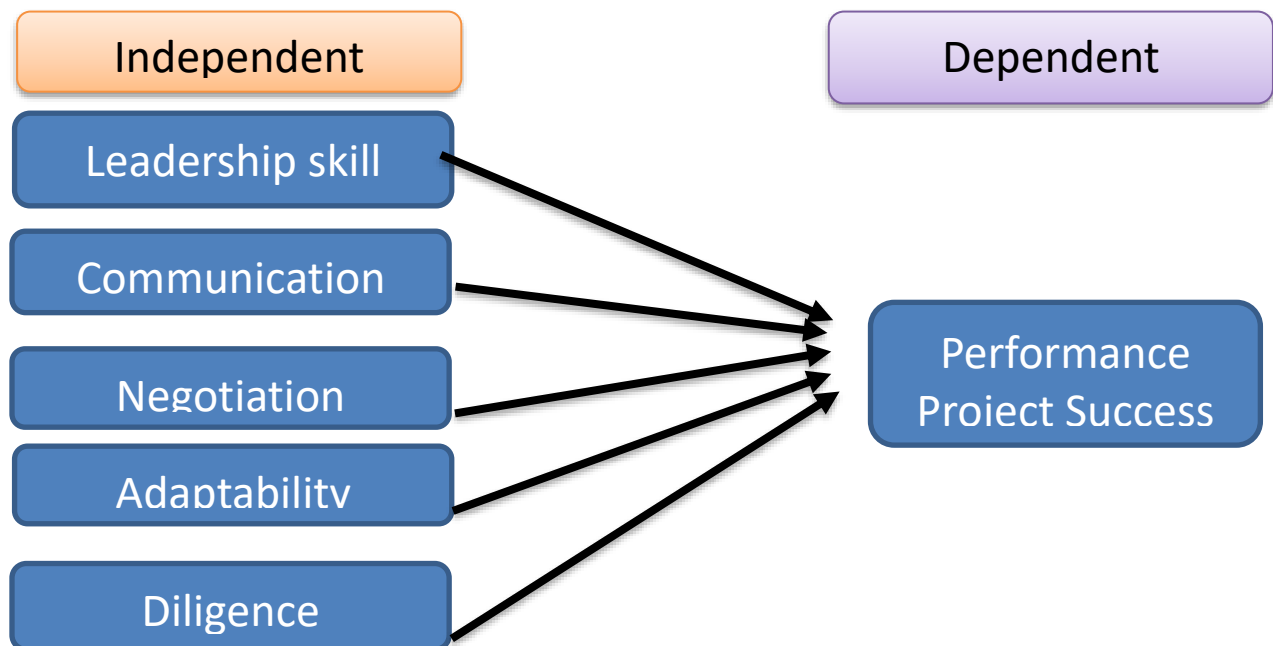 Independent
Dependent
Leadership skill
Communication
Negotiation
Adaptability
Diligence
Performance
Project Success